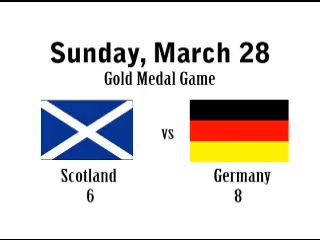 Sunday, March 28
Gold Medal Game
vs
Scotland Germany
6 8